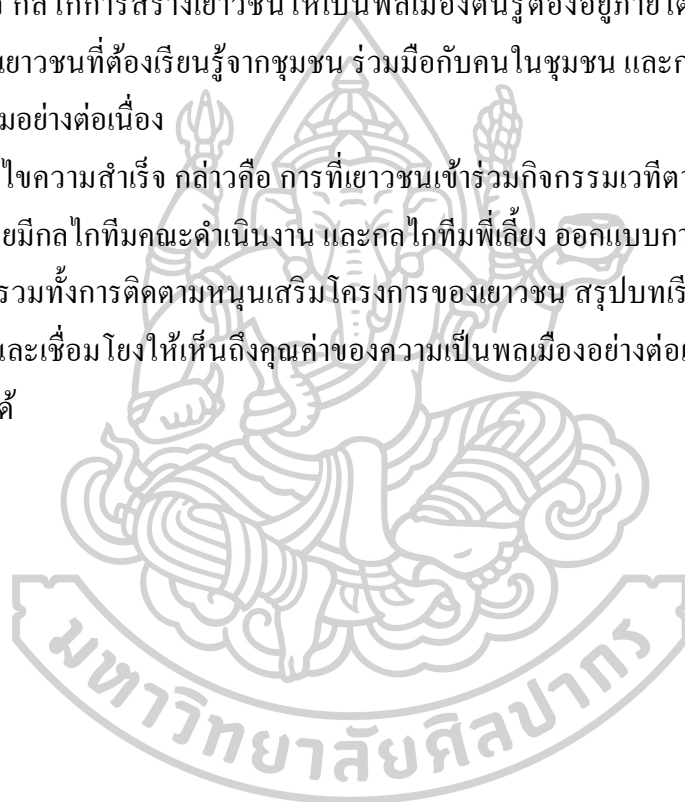 กลไกการสร้างเยาวชนให้เป็นพลเมืองตื่นรู้ต้องอยู่ภายใต้
เยาวชนที่ต้องเรียนรู้จากชุมชน ร่วมมือกับคนในชุมชน และก
มอย่างต่อเนื่อง
ไขความสำเร็จ กล่าวคือ การที่เยาวชนเข้าร่วมกิจกรรมเวทีตา
ยมีกลไกทีมคณะดำเนินงาน และกลไกทีมพี่เลี้ยง ออกแบบกา
รวมทั้งการติดตามหนุนเสริมโครงการของเยาวชน สรุปบทเรี
และเชื่อมโยงให้เห็นถึงคุณค่าของความเป็นพลเมืองอย่างต่อเ
ด้
มหาวิทยาลัยศิลปากร